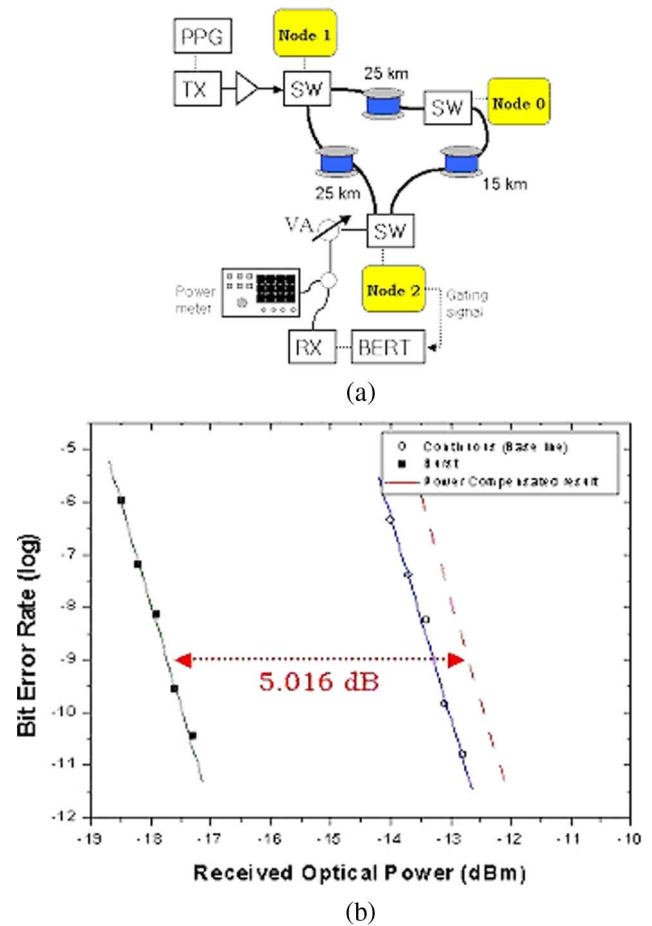 PPG
Node 1
TX
SW
25 km
SW
Node 0
25 km
15 km
VA
SW
Power
meter
Node 2
Gating
signal
RX
BERT
(a)
-5
-6
-7
-8
-9
-10
-11
-12
Bit Error Rate (log)
Continuous (Base line)
Burst
Power Compensated result
5.016 dB
-19 -18 -17 -16 -15 -14 -13 -12 -11 -10
Received Optical Power (dBm)
(b)